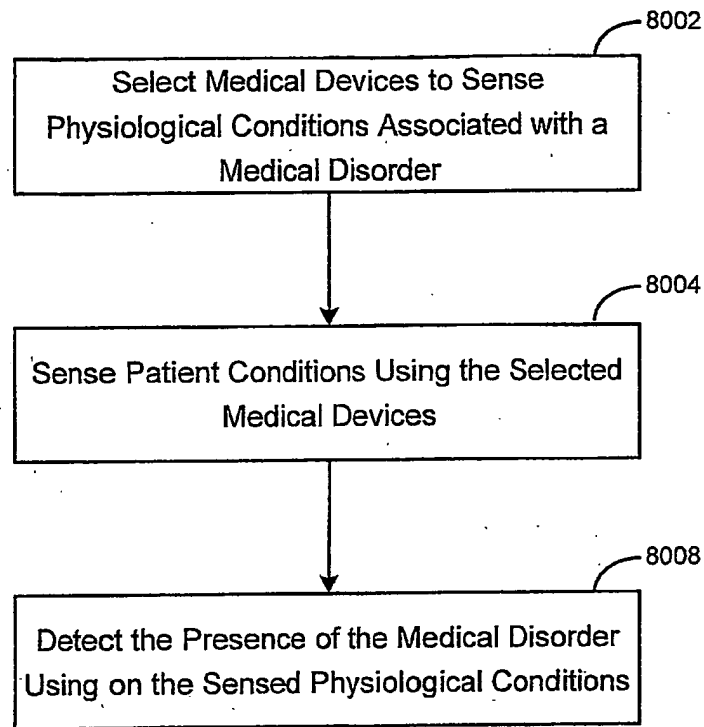 8002
Select Medical Devices to Sense
Physiological Conditions Associated with a
Medical Disorder
8004
Sense Patient Conditions Using the Selected
Medical Devices
8008
Detect the Presence of the Medical Disorder
Using on the Sensed Physiological Conditions